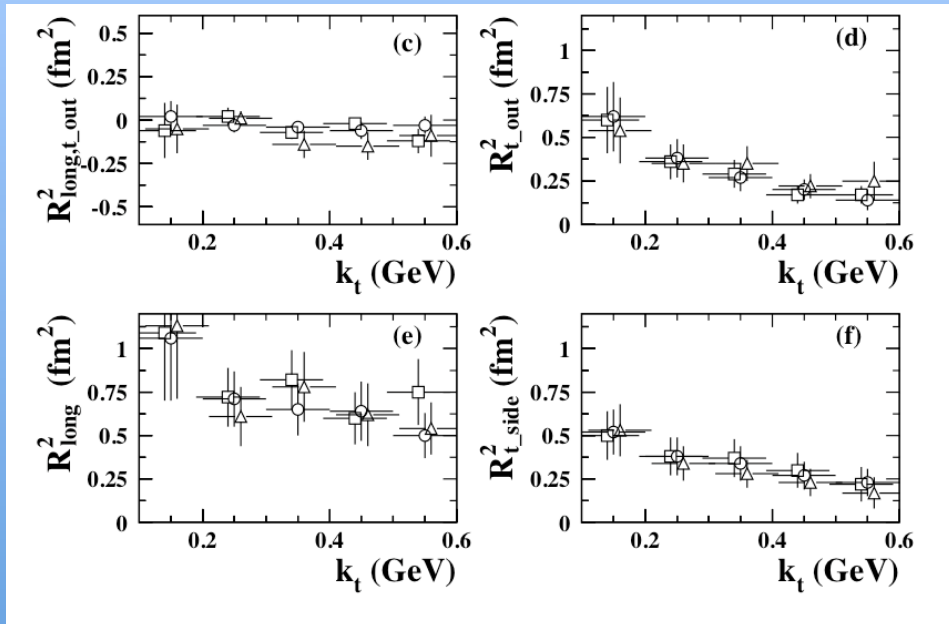 R²long,t_out (fm²)
0.5
0.25
0
-0.25
-0.5
(c)
0.2 0.4 0.6
kt (GeV)
R²t_out (fm²)
1
0.75
0.5
0.25
0
(d)
0.2 0.4 0.6
kt (GeV)
R²long (fm²)
1
0.75
0.5
0.25
0
(e)
0.2 0.4 0.6
kt (GeV)
R²t_side (fm²)
1
0.75
0.5
0.25
0
(f)
0.2 0.4 0.6
kt (GeV)